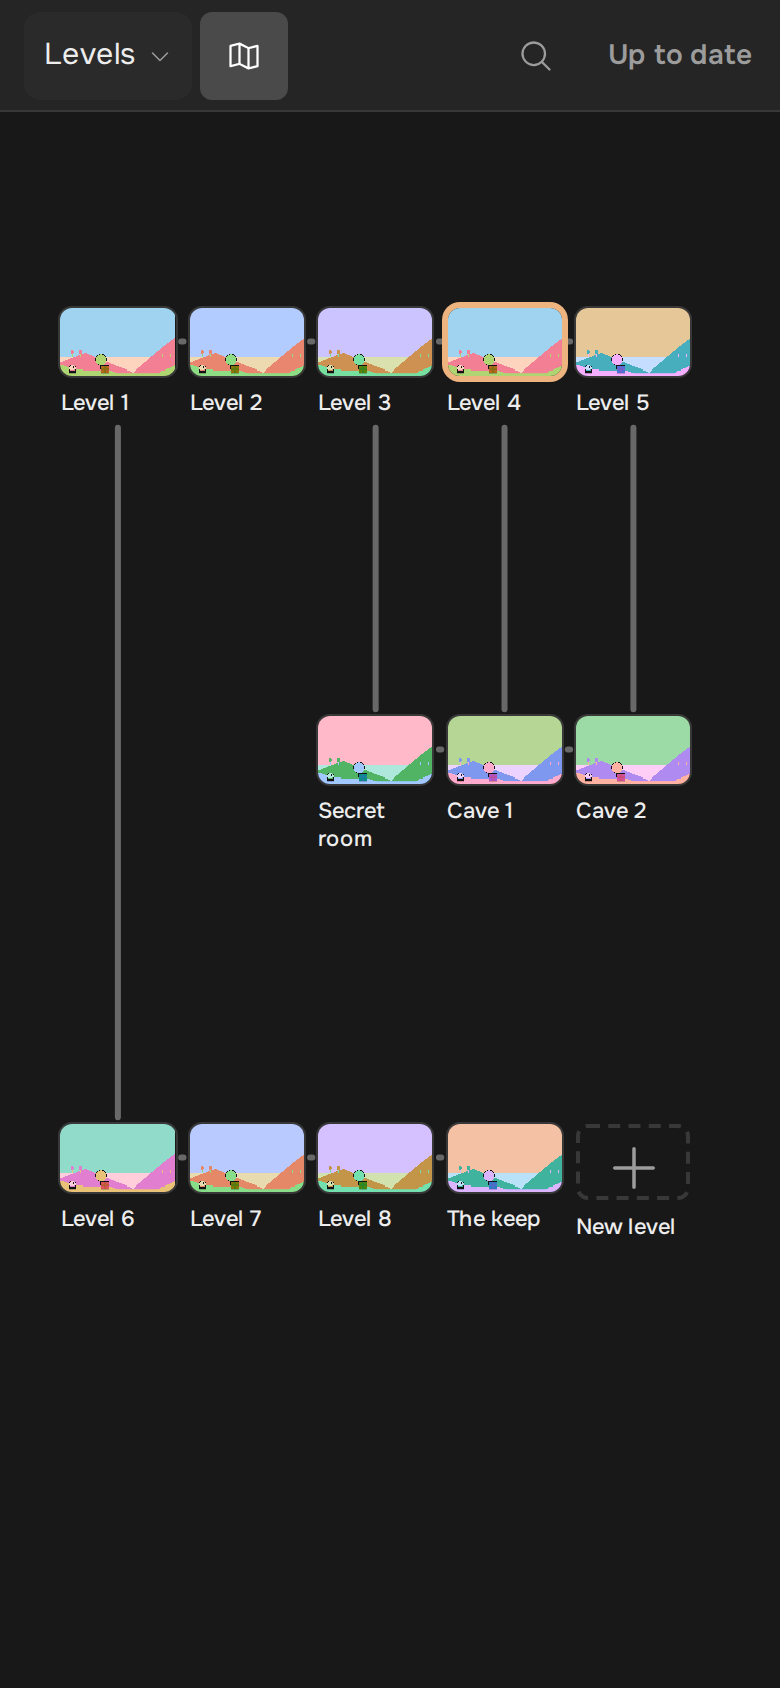 Levels
Up to date
Level 1
Level 2
Level 3
Level 4
Level 5
Secret
room
Cave 1
Cave 2
Level 6
Level 7
Level 8
The keep
New level